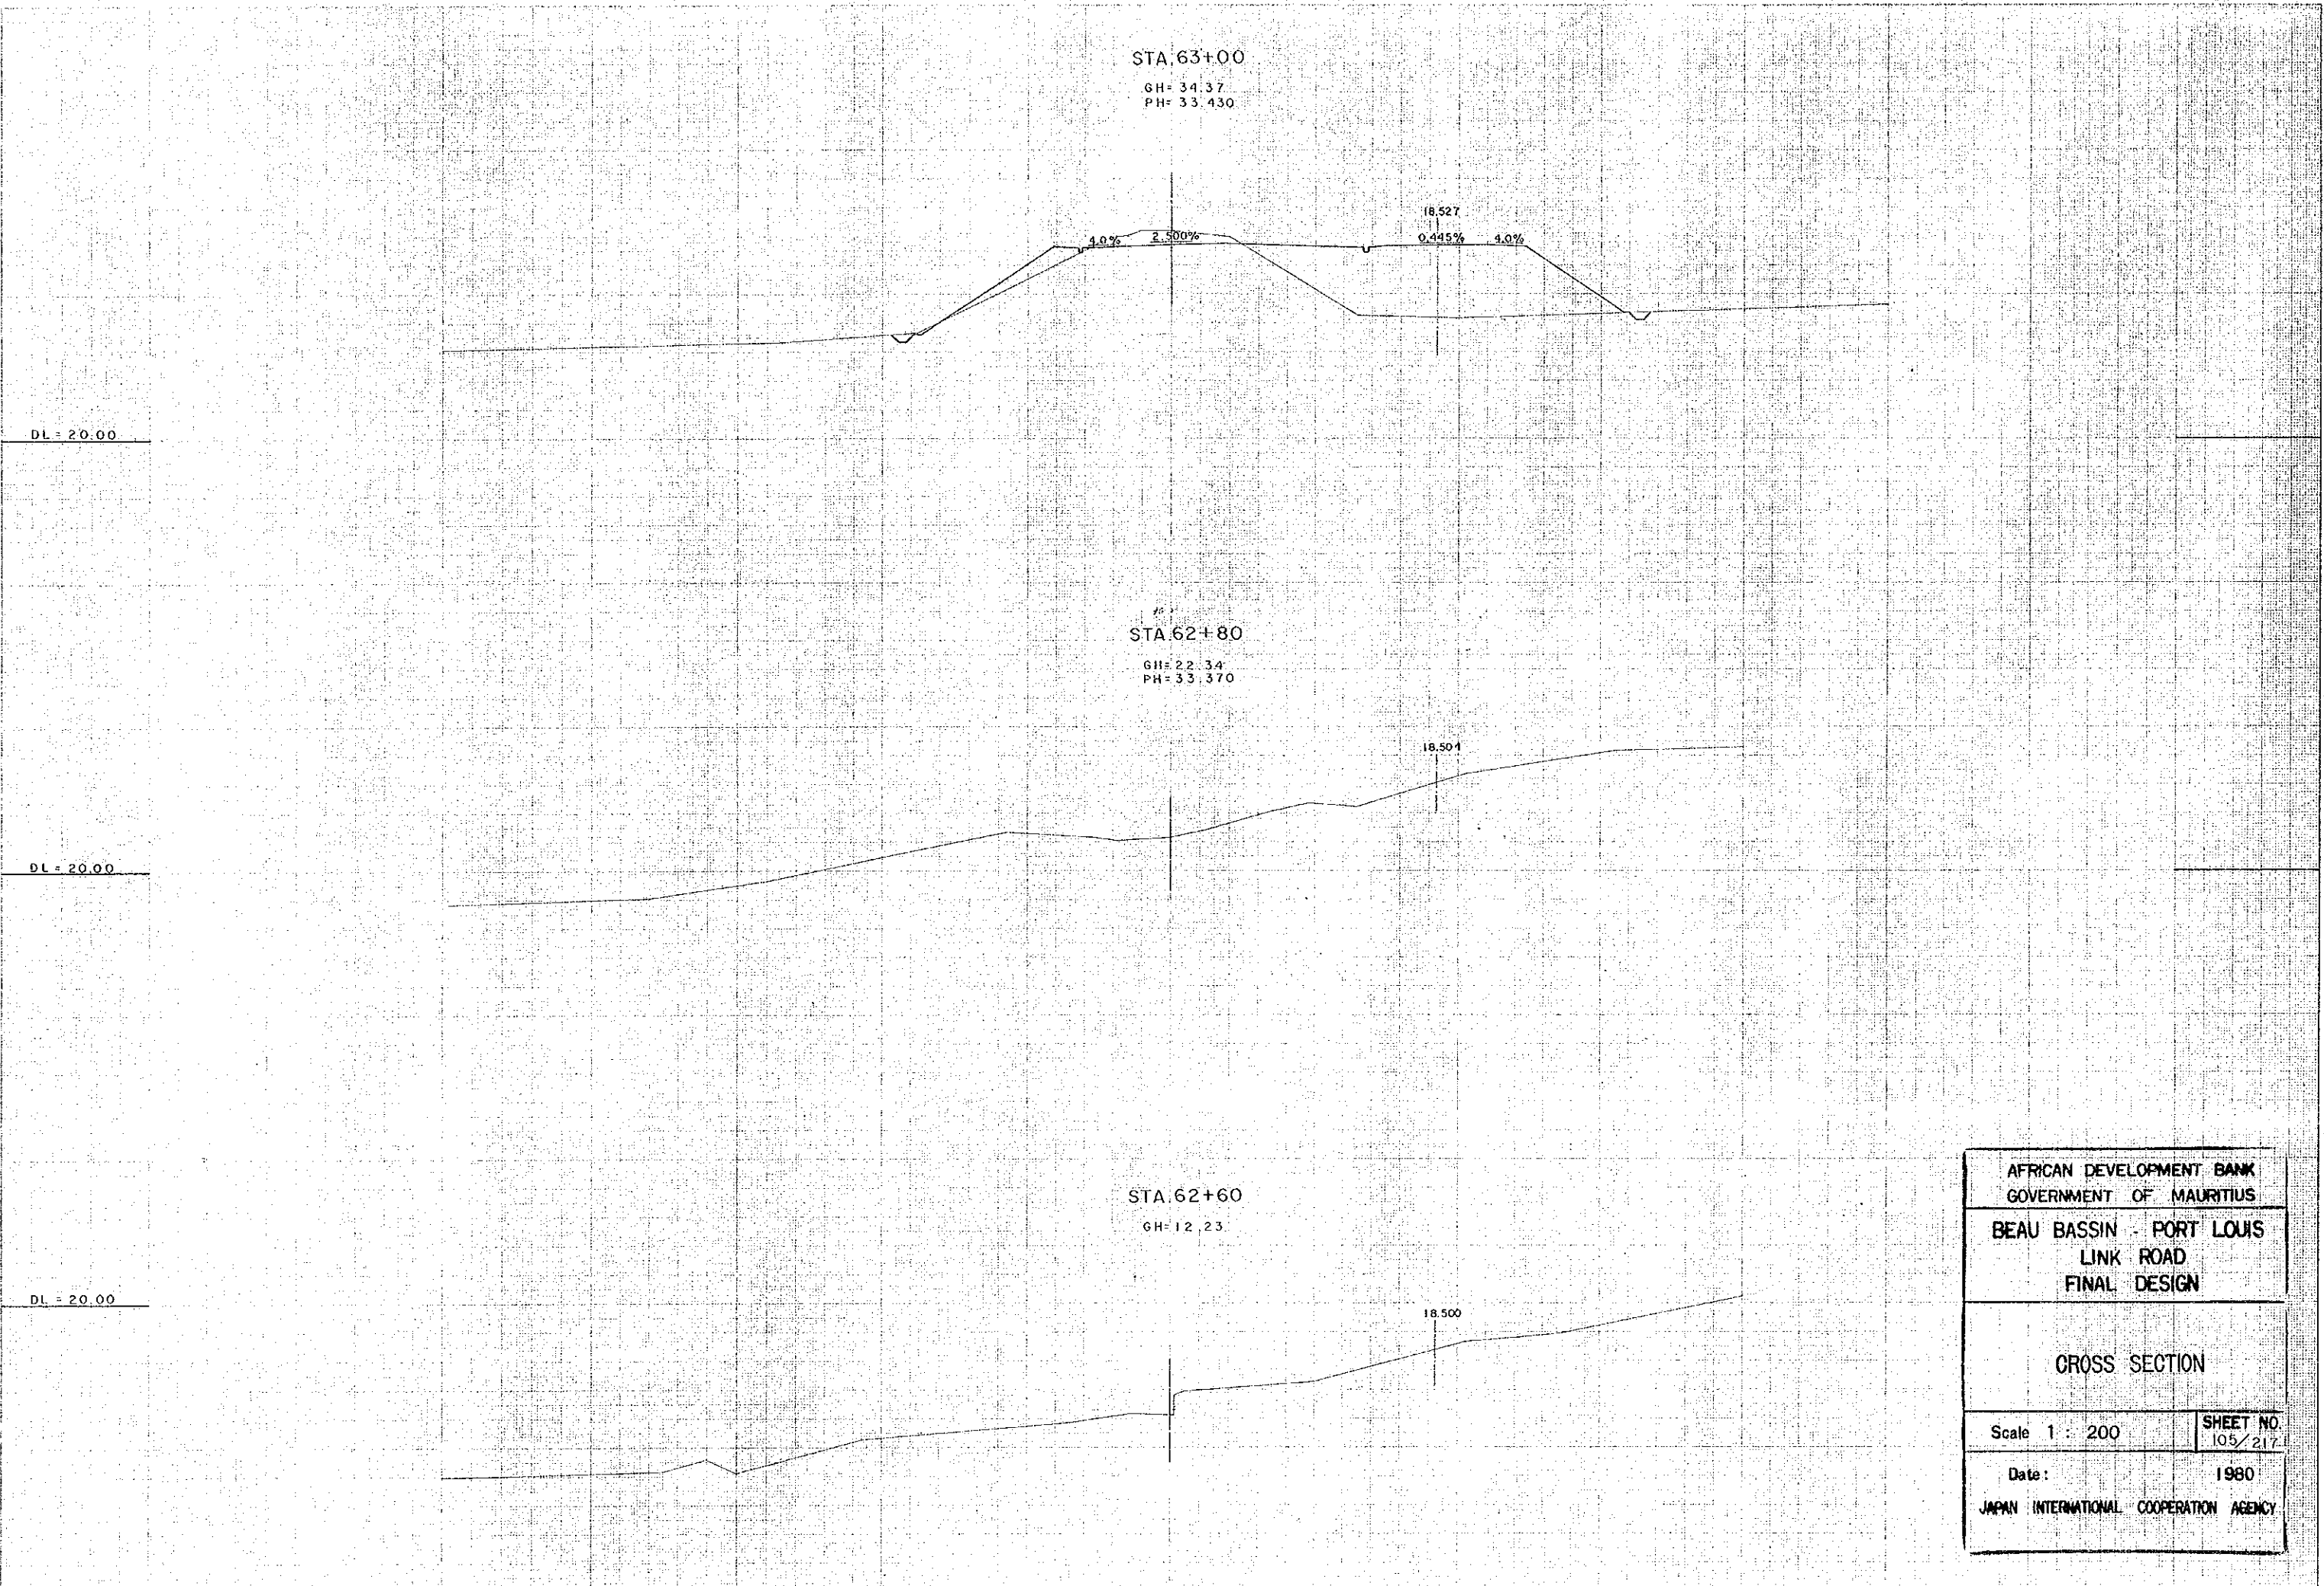 STA.63+00
GH= 34.37
PH= 33.430
18.527
4.0% 2.500% 0.445% 4.0%
DL = 20.00
STA.62+80
GH= 22.34
PH= 33.370
18.501
DL = 20.00
STA.62+60
GH= 12.23
DL = 20.00
18.500
AFRICAN DEVELOPMENT BANK
GOVERNMENT OF MAURITIUS
BEAU BASSIN - PORT LOUIS
LINK ROAD
FINAL DESIGN
CROSS SECTION
Scale 1 : 200
SHEET NO.
105/217
Date : 1980
JAPAN INTERNATIONAL COOPERATION AGENCY